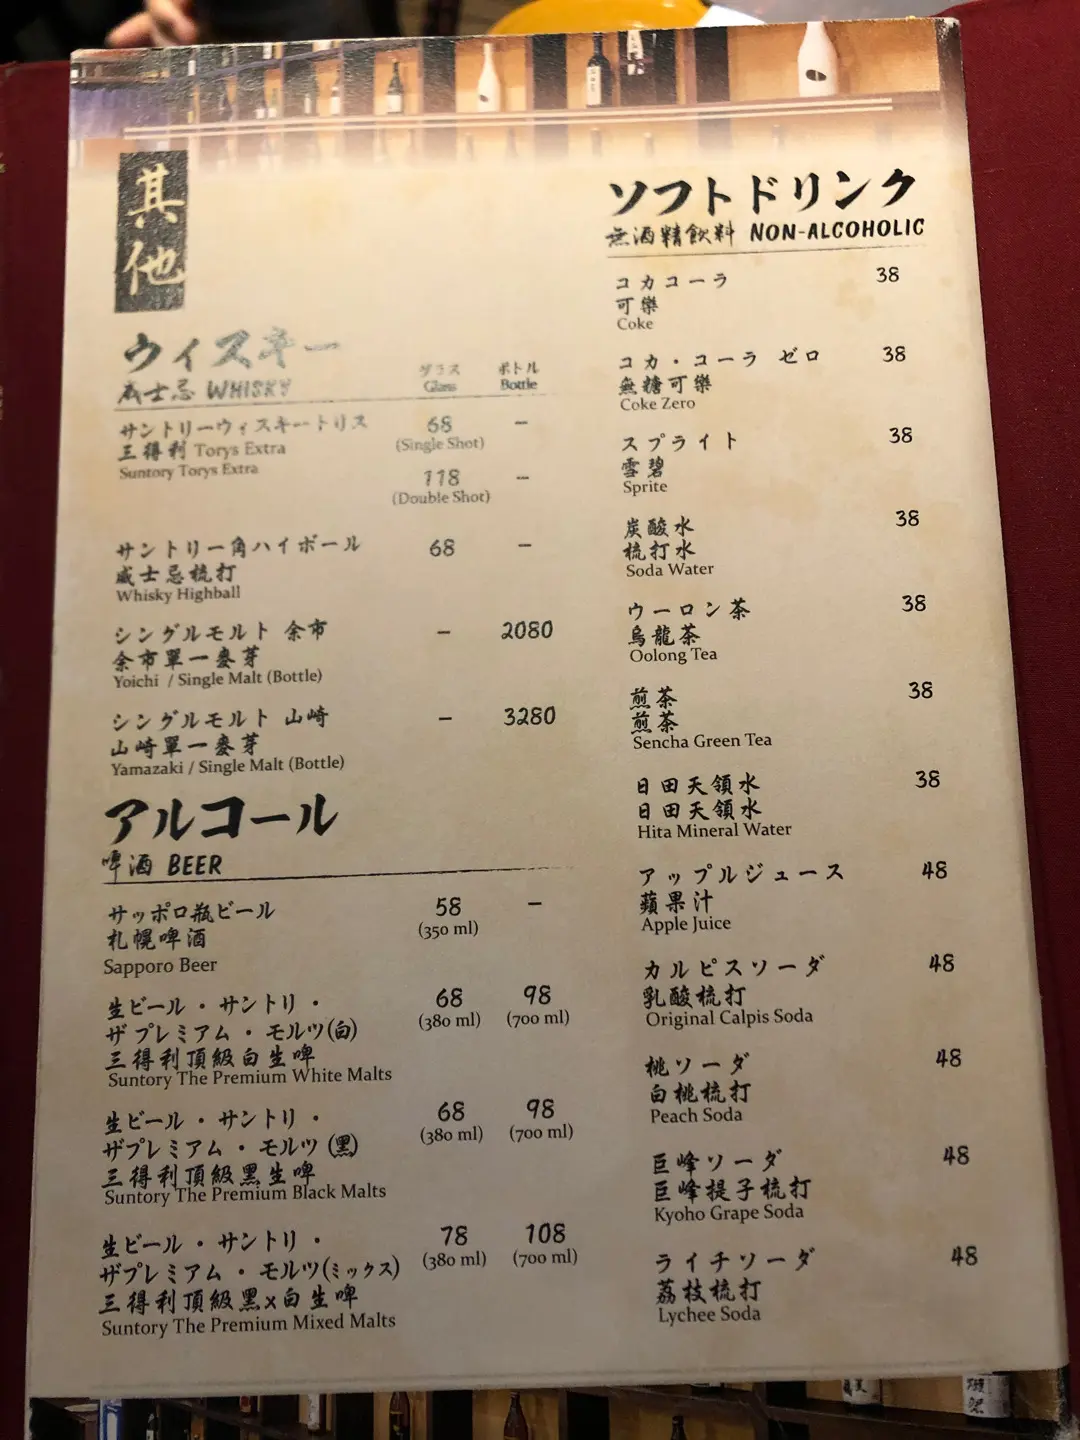 其他
ウィスキー
威士忌 WHISKY
グラス ボトル
Glass Bottle
サントリーウィスキートリス 68 –
三得利 Torys Extra (Single Shot)
Suntory Torys Extra
118 –
(Double Shot)
サントリー角ハイボール 68 –
威士忌梳打
Whisky Highball
シングルモルト 余市 – 2080
余市單一麥芽
Yoichi / Single Malt (Bottle)
シングルモルト 山崎 – 3280
山崎單一麥芽
Yamazaki / Single Malt (Bottle)
アルコール
啤酒 BEER
サッポロ瓶ビール 58 –
札幌啤酒 (350 ml)
Sapporo Beer
生ビール・サントリ・ 68 98
ザ プレミアム・モルツ(白) (380 ml) (700 ml)
三得利頂級白生啤
Suntory The Premium White Malts
生ビール・サントリ・ 68 98
ザプレミアム・モルツ (黑) (380 ml) (700 ml)
三得利頂級黑生啤
Suntory The Premium Black Malts
生ビール・サントリ・ 78 108
ザプレミアム・モルツ(ミックス) (380 ml) (700 ml)
三得利頂級黑x白生啤
Suntory The Premium Mixed Malts
ソフトドリンク
無酒精飲料 NON-ALCOHOLIC
コカコーラ 38
可樂
Coke
コカ・コーラ ゼロ 38
無糖可樂
Coke Zero
スプライト 38
雪碧
Sprite
炭酸水 38
梳打水
Soda Water
ウーロン茶 38
烏龍茶
Oolong Tea
煎茶 38
煎茶
Sencha Green Tea
日田天領水 38
日田天領水
Hita Mineral Water
アップルジュース 48
蘋果汁
Apple Juice
カルピスソーダ 48
乳酸梳打
Original Calpis Soda
桃ソーダ 48
白桃梳打
Peach Soda
巨峰ソーダ 48
巨峰提子梳打
Kyoho Grape Soda
ライチソーダ 48
荔枝梳打
Lychee Soda